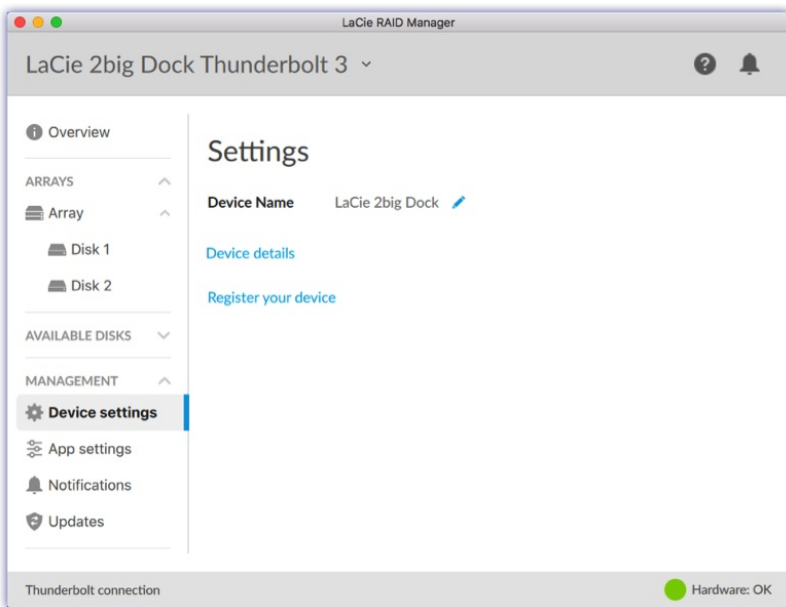 LaCie RAID Manager
LaCie 2big Dock Thunderbolt 3
Overview
ARRAYS
Array
Disk 1
Disk 2
AVAILABLE DISKS
MANAGEMENT
Device settings
App settings
Notifications
Updates
Settings
Device Name LaCie 2big Dock
Device details
Register your device
Thunderbolt connection
Hardware: OK